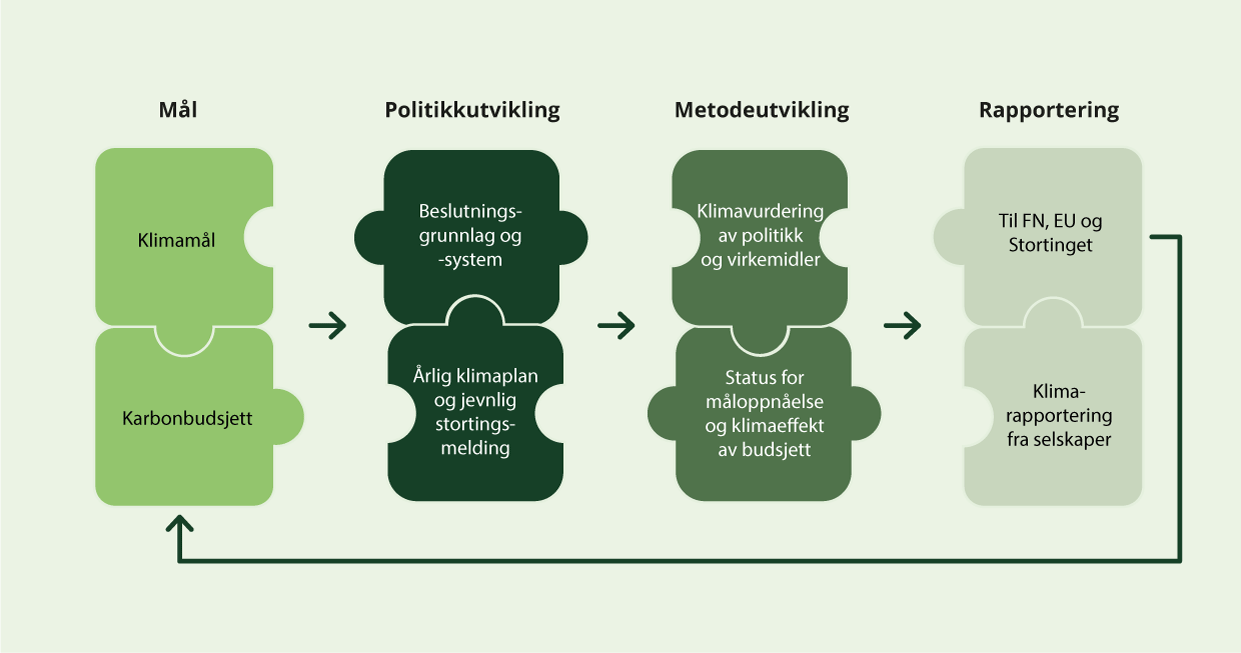 Mål
Klimamål
Karbonbudsjett
Politikkutvikling
Beslutnings-
grunnlag og
-system
Årlig klimaplan
og jevnlig
stortings-
melding
Metodeutvikling
Klimavurdering
av politikk
og virkemidler
Status for
måloppnåelse
og klimaeffekt
av budsjett
Rapportering
Til FN, EU og
Stortinget
Klima-
rapportering
fra selskaper